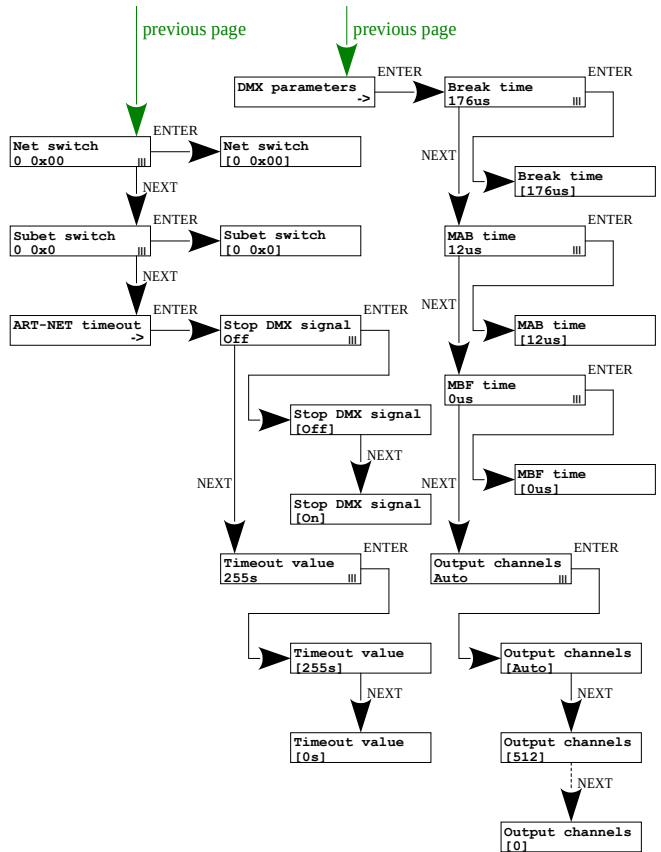 previous page
previous page
DMX parameters
->
ENTER
Break time
176us
ENTER
Net switch
0 0x00
ENTER
Net switch
[0 0x00]
NEXT
Break time
[176us]
NEXT
Subet switch
0 0x0
ENTER
Subet switch
[0 0x0]
MAB time
12us
ENTER
NEXT
ART-NET timeout
->
ENTER
Stop DMX signal
Off
ENTER
NEXT
MAB time
[12us]
MBF time
0us
ENTER
Stop DMX signal
[Off]
NEXT
MBF time
[0us]
NEXT
NEXT
Stop DMX signal
[On]
Timeout value
255s
ENTER
Output channels
Auto
ENTER
Timeout value
[255s]
Output channels
[Auto]
NEXT
NEXT
Timeout value
[0s]
Output channels
[512]
NEXT
Output channels
[0]